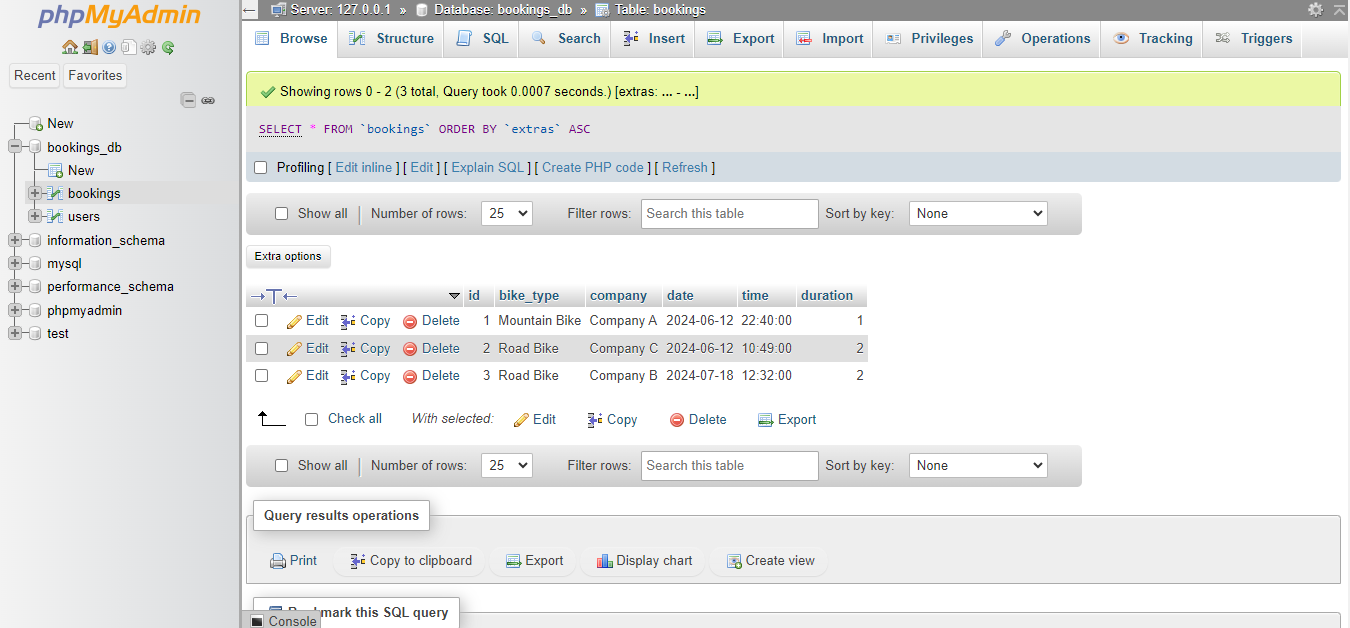 phpMyAdmin
Recent Favorites
New
bookings_db
New
bookings
users
information_schema
mysql
performance_schema
phpmyadmin
test
Server: 127.0.0.1 » Database: bookings_db » Table: bookings
Browse Structure SQL Search Insert Export Import Privileges Operations Tracking Triggers
Showing rows 0 - 2 (3 total, Query took 0.0007 seconds.) [extras: ... - ...]
SELECT * FROM `bookings` ORDER BY `extras` ASC
Profiling [ Edit inline ] [ Edit ] [ Explain SQL ] [ Create PHP code ] [ Refresh ]
Show all Number of rows: 25 Filter rows: Search this table Sort by key: None
Extra options
id bike_type company date time duration
Edit Copy Delete 1 Mountain Bike Company A 2024-06-12 22:40:00 1
Edit Copy Delete 2 Road Bike Company C 2024-06-12 10:49:00 2
Edit Copy Delete 3 Road Bike Company B 2024-07-18 12:32:00 2
Check all With selected: Edit Copy Delete Export
Show all Number of rows: 25 Filter rows: Search this table Sort by key: None
Query results operations
Print Copy to clipboard Export Display chart Create view
mark this SQL query
Console